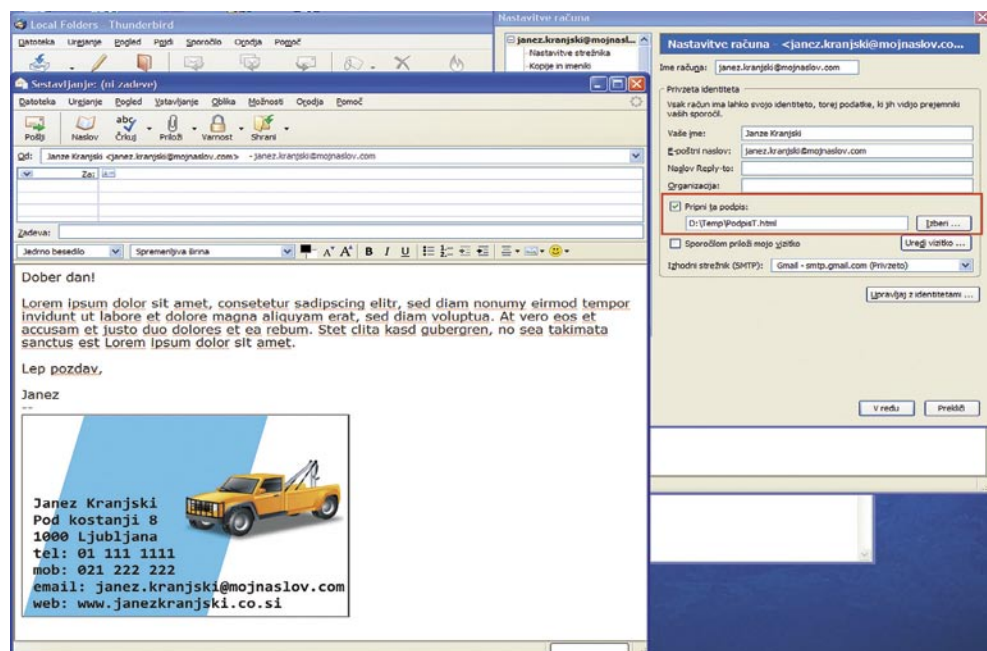 Local Folders - Thunderbird
Datoteka Urejanje Pogled Pojdi Sporočilo Orodja Pomoč
Sestavljanje: (ni zadeve)
Datoteka Urejanje Pogled Vstavljanje Oblika Možnosti Orodja Pomoč
Pošlji Naslov Črkuj Priloži Varnost Shrani
Od: Janze Kranjski <janez.kranjski@mojnaslov.com> - janez.kranjski@mojnaslov.com
Za:
Zadeva:
Jedrno besedilo Spremenljiva širina
Dober dan!
Lorem ipsum dolor sit amet, consetetur sadipscing elitr, sed diam nonumy eirmod tempor
invidunt ut labore et dolore magna aliquyam erat, sed diam voluptua. At vero eos et
accusam et justo duo dolores et ea rebum. Stet clita kasd gubergren, no sea takimata
sanctus est Lorem ipsum dolor sit amet.
Lep pozdav,
Janez
--
Janez Kranjski
Pod kostanji 8
1000 Ljubljana
tel: 01 111 1111
mob: 021 222 222
email: janez.kranjski@mojnaslov.com
web: www.janezkranjski.co.si
Nastavitve računa
janez.kranjski@mojnasl...
Nastavitve strežnika
Kopije in meniki
Nastavitve računa - <janez.kranjski@mojnaslov.co...
Ime računa: janez.kranjski@mojnaslov.com
Privzeta identiteta
Vsak račun ima lahko svojo identiteto, torej podatke, ki jih vidijo prejemniki
vaših sporočil.
Vaše ime: Janze Kranjski
E-poštni naslov: janez.kranjski@mojnaslov.com
Naslov Reply-to:
Organizacija:
Pripni ta podpis:
D:\Temp\PodpisT.html Izberi ...
Sporočilom priloži mojo vizitko Uredi vizitko ...
Izhodni strežnik (SMTP): Gmail - smtp.gmail.com (Privzeto)
Upravljaj z identitetami ...
V redu Prekliči